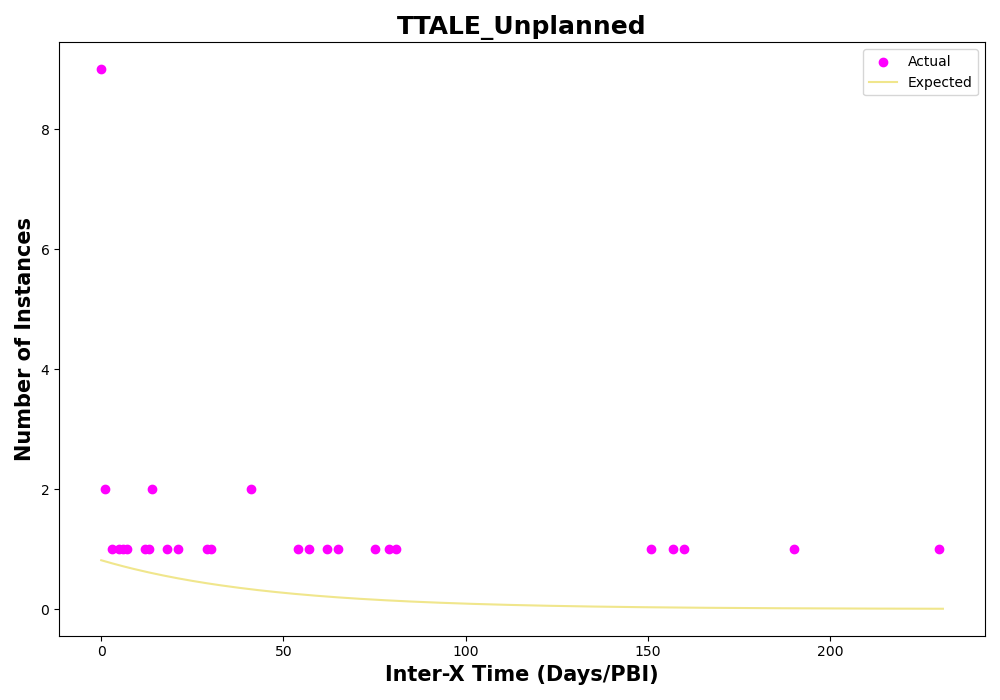 TTALE_Unplanned
Actual
Expected
Number of Instances
8
6
4
2
0
0
50
100
150
200
Inter-X Time (Days/PBI)